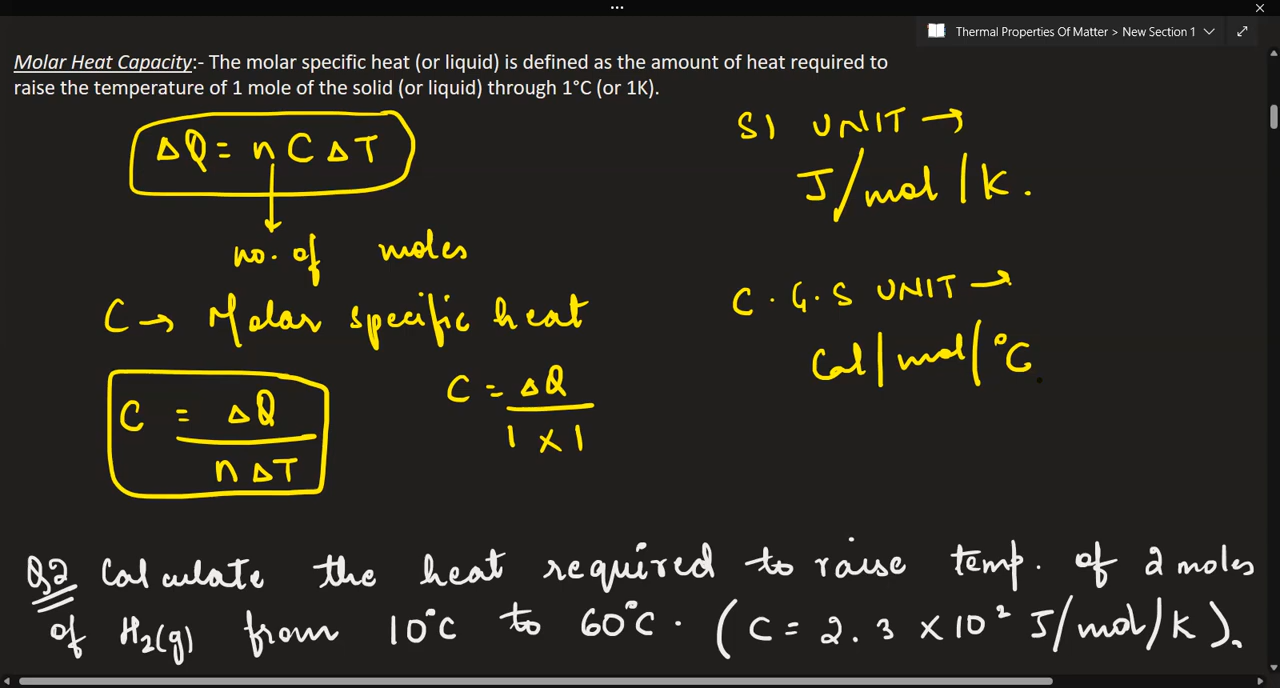 ...
Thermal Properties Of Matter > New Section 1
Molar Heat Capacity:- The molar specific heat (or liquid) is defined as the amount of heat required to
raise the temperature of 1 mole of the solid (or liquid) through 1°C (or 1K).
ΔQ = n C ΔT
no. of moles
C → Molar specific heat
C = ΔQ / nΔT
C = ΔQ / 1 × 1
SI UNIT →
J/mol/K.
C.G.S UNIT →
Cal/mol/°C
Q2 Calculate the heat required to raise temp. of 2 moles
of H₂(g) from 10°C to 60°C. (C = 2.3 × 10² J/mol/K).